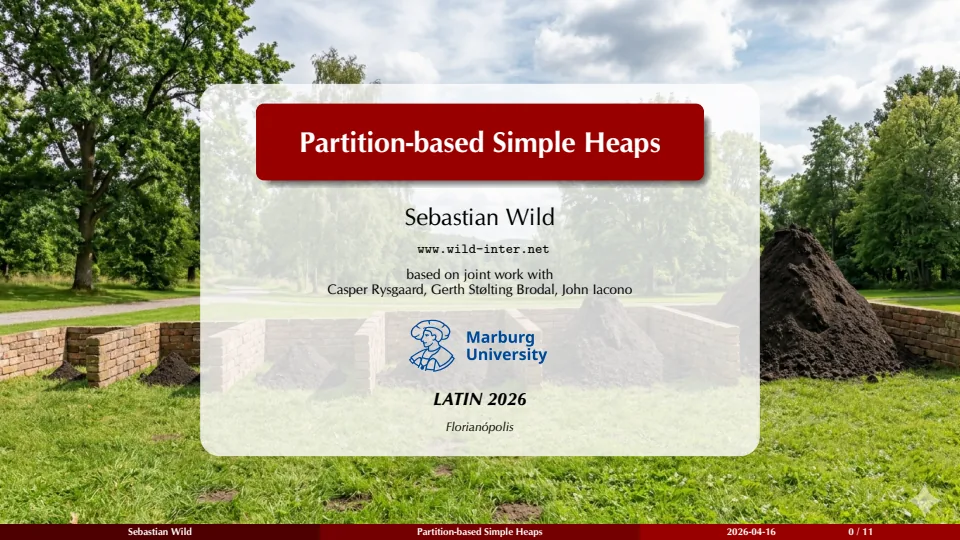 Partition-based Simple Heaps
Sebastian Wild
www.wild-inter.net
based on joint work with
Casper Rysgaard, Gerth Stølting Brodal, John Iacono
Marburg
University
LATIN 2026
Florianópolis
Sebastian Wild
Partition-based Simple Heaps
2026-04-16
0 / 11